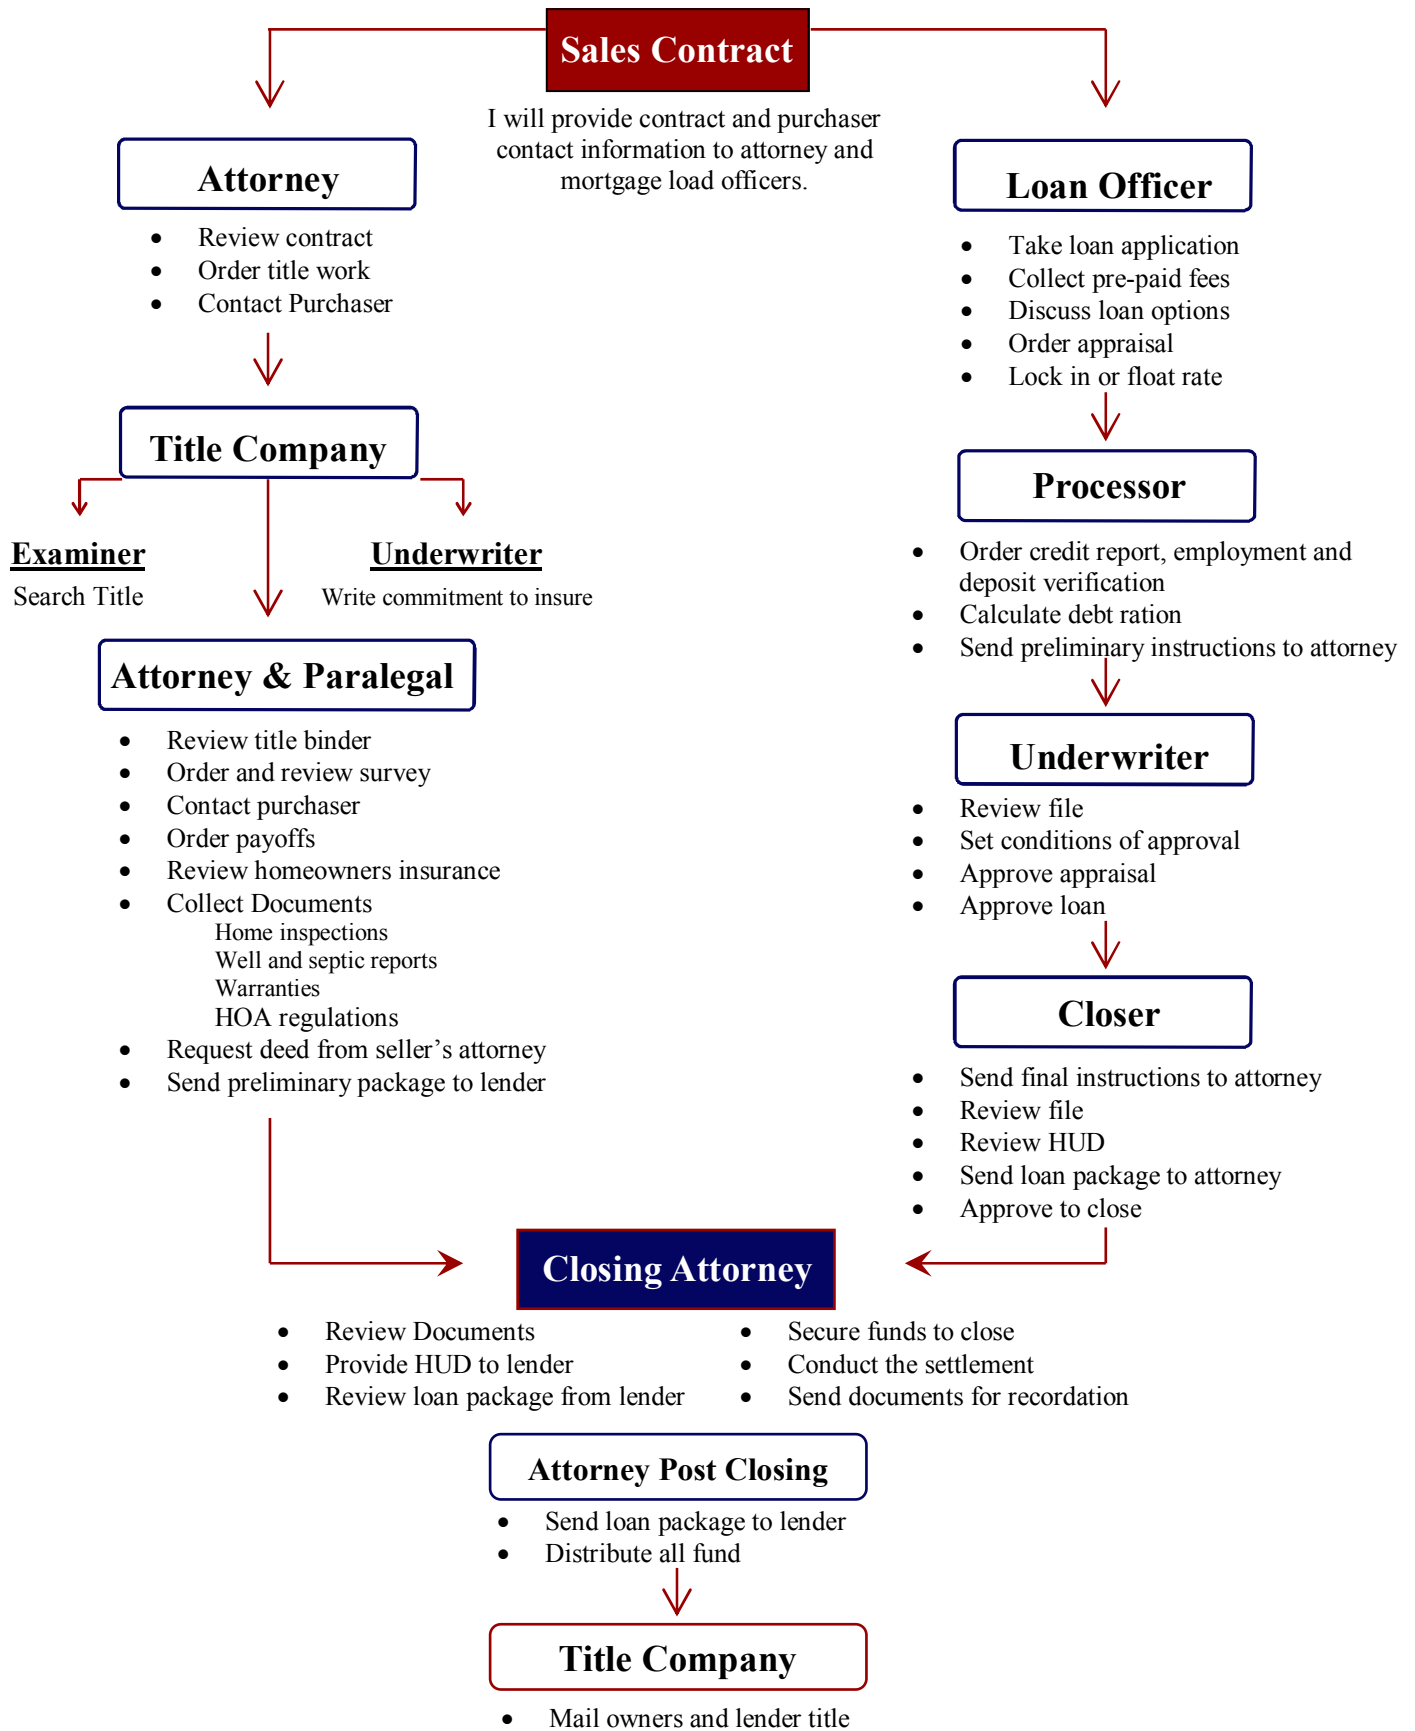 Sales Contract
I will provide contract and purchaser
contact information to attorney and
mortgage load officers.
Attorney
• Review contract
• Order title work
• Contact Purchaser
Title Company
Examiner
Search Title
Underwriter
Write commitment to insure
Attorney & Paralegal
• Review title binder
• Order and review survey
• Contact purchaser
• Order payoffs
• Review homeowners insurance
• Collect Documents
Home inspections
Well and septic reports
Warranties
HOA regulations
• Request deed from seller’s attorney
• Send preliminary package to lender
Loan Officer
• Take loan application
• Collect pre-paid fees
• Discuss loan options
• Order appraisal
• Lock in or float rate
Processor
• Order credit report, employment and
deposit verification
• Calculate debt ration
• Send preliminary instructions to attorney
Underwriter
• Review file
• Set conditions of approval
• Approve appraisal
• Approve loan
Closer
• Send final instructions to attorney
• Review file
• Review HUD
• Send loan package to attorney
• Approve to close
Closing Attorney
• Review Documents
• Provide HUD to lender
• Review loan package from lender
• Secure funds to close
• Conduct the settlement
• Send documents for recordation
Attorney Post Closing
• Send loan package to lender
• Distribute all fund
Title Company
• Mail owners and lender title